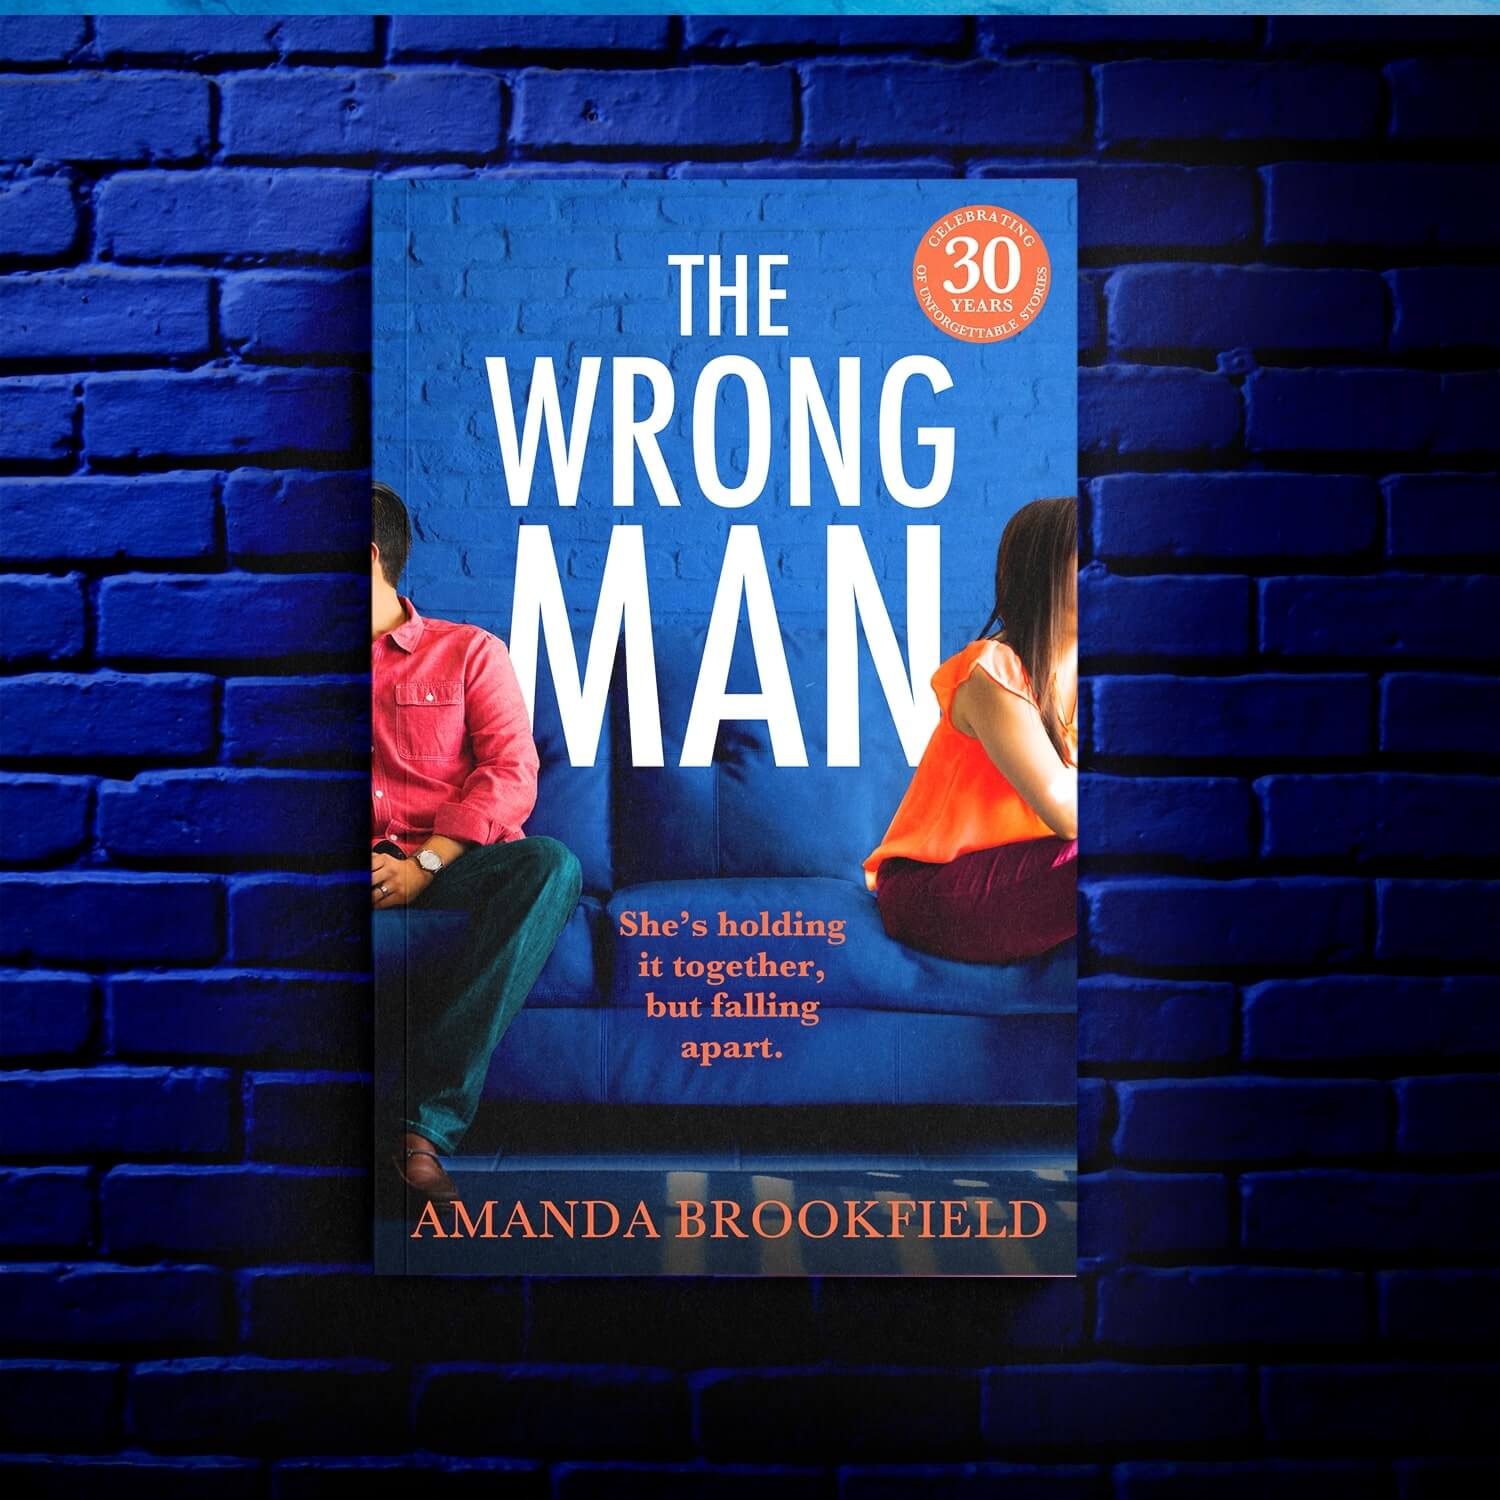 CELEBRATING
30
YEARS
OF UNFORGETTABLE STORIES
THE
WRONG
MAN
She's holding
it together,
but falling
apart.
AMANDA BROOKFIELD